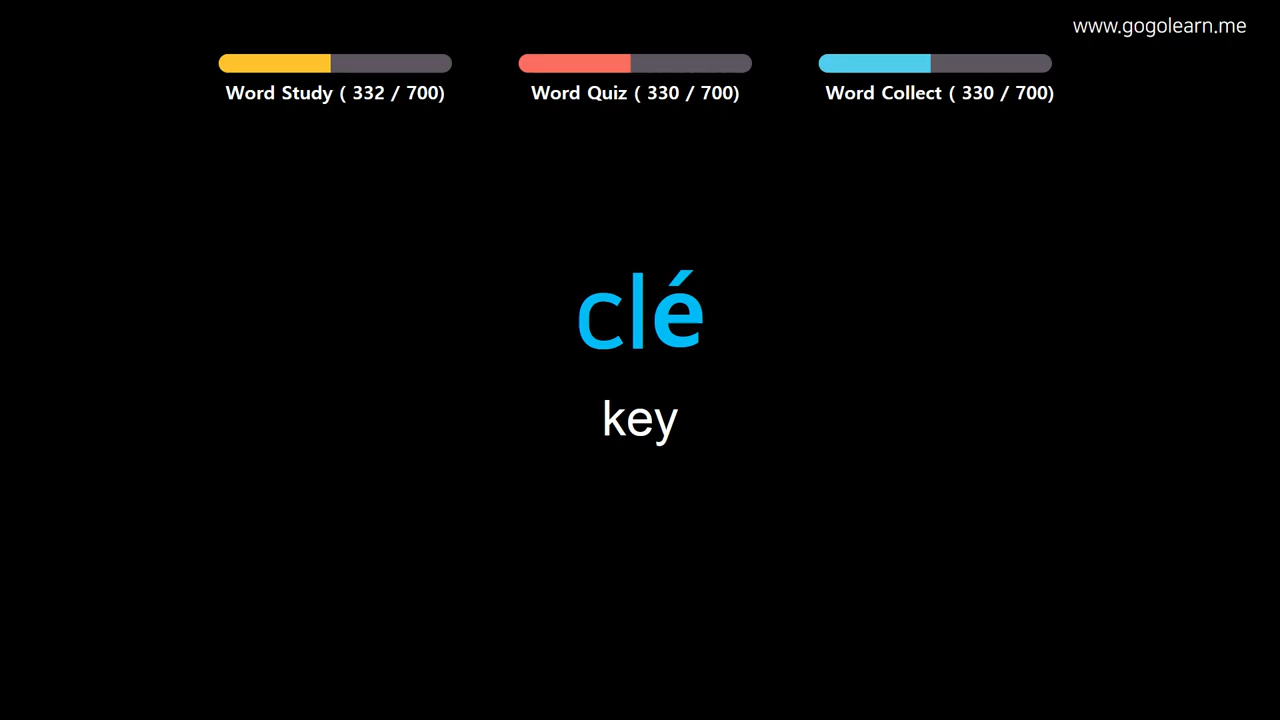 www.gogolearn.me
Word Study ( 332 / 700)
Word Quiz ( 330 / 700)
Word Collect ( 330 / 700)
clé
key